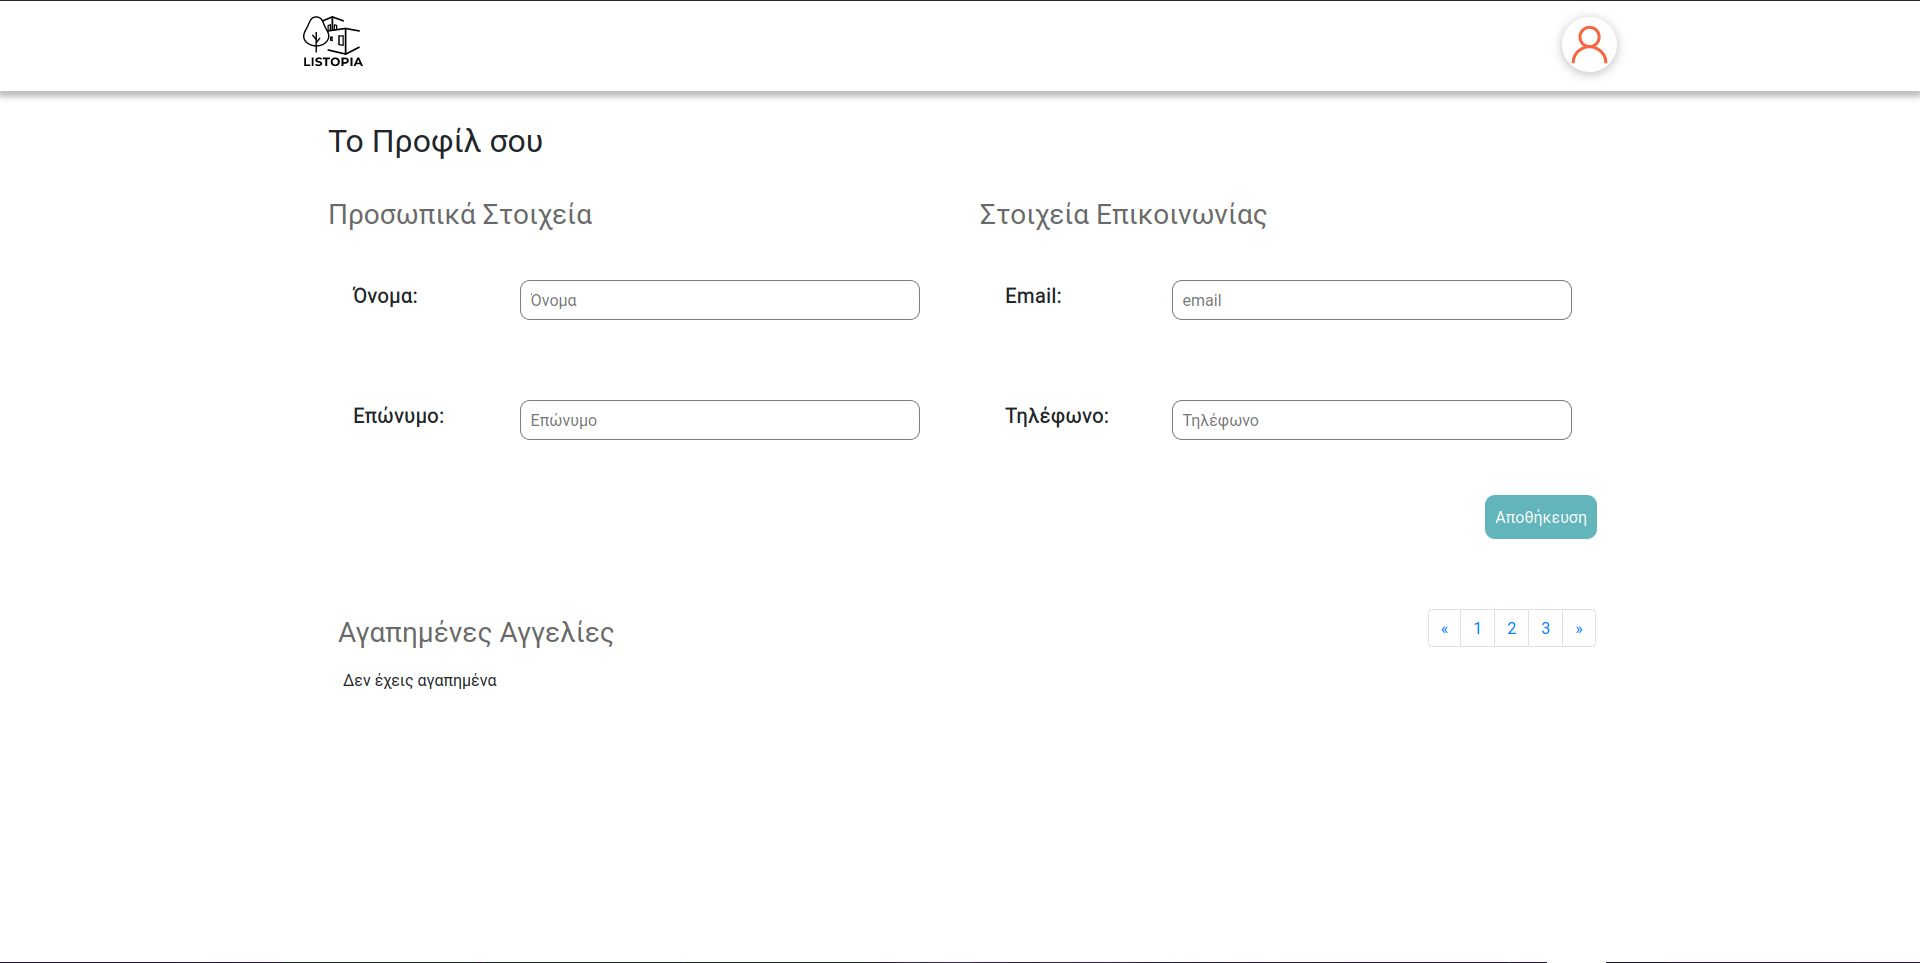 LISTOPIA
Το Προφίλ σου
Προσωπικά Στοιχεία
Όνομα:
Όνομα
Επώνυμο:
Επώνυμο
Στοιχεία Επικοινωνίας
Email:
email
Τηλέφωνο:
Τηλέφωνο
Αποθήκευση
Αγαπημένες Αγγελίες
« 1 2 3 »
Δεν έχεις αγαπημένα